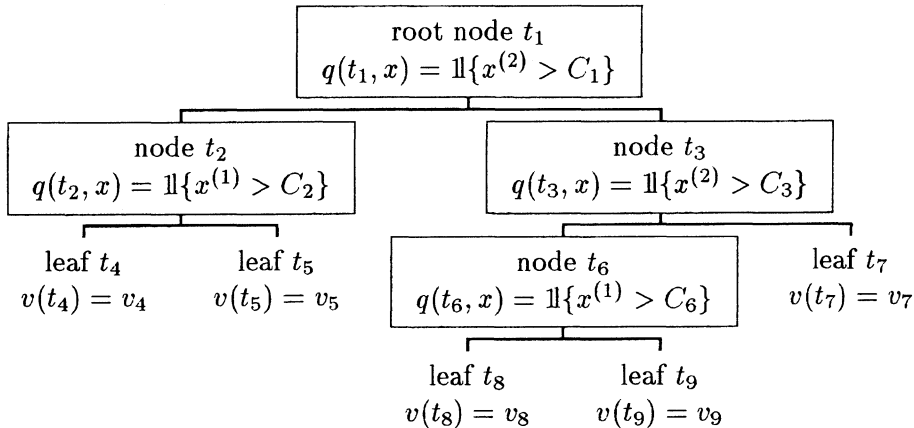 root node t₁
q(t₁, x) = 𝟙{x⁽²⁾ > C₁}
node t₂
q(t₂, x) = 𝟙{x⁽¹⁾ > C₂}
node t₃
q(t₃, x) = 𝟙{x⁽²⁾ > C₃}
leaf t₄
v(t₄) = v₄
leaf t₅
v(t₅) = v₅
node t₆
q(t₆, x) = 𝟙{x⁽¹⁾ > C₆}
leaf t₇
v(t₇) = v₇
leaf t₈
v(t₈) = v₈
leaf t₉
v(t₉) = v₉